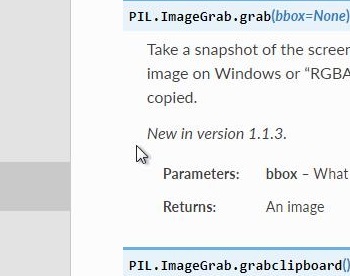 PIL.ImageGrab.grab(bbox=None)
Take a snapshot of the screen
image on Windows or “RGBA
copied.
New in version 1.1.3.
Parameters: bbox – What
Returns: An image
PIL.ImageGrab.grabclipboard()